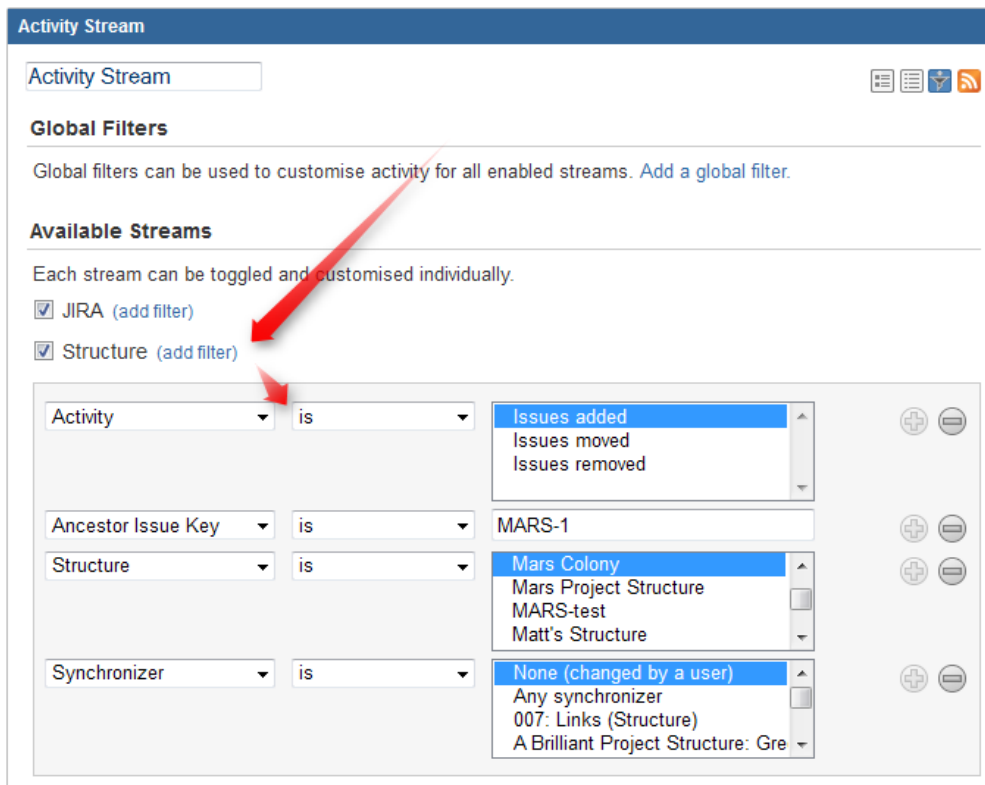 Activity Stream
Activity Stream
Global Filters
Global filters can be used to customise activity for all enabled streams. Add a global filter.
Available Streams
Each stream can be toggled and customised individually.
JIRA (add filter)
Structure (add filter)
Activity is Issues added
Issues moved
Issues removed
Ancestor Issue Key is MARS-1
Structure is Mars Colony
Mars Project Structure
MARS-test
Matt's Structure
Synchronizer is None (changed by a user)
Any synchronizer
007: Links (Structure)
A Brilliant Project Structure: Gre